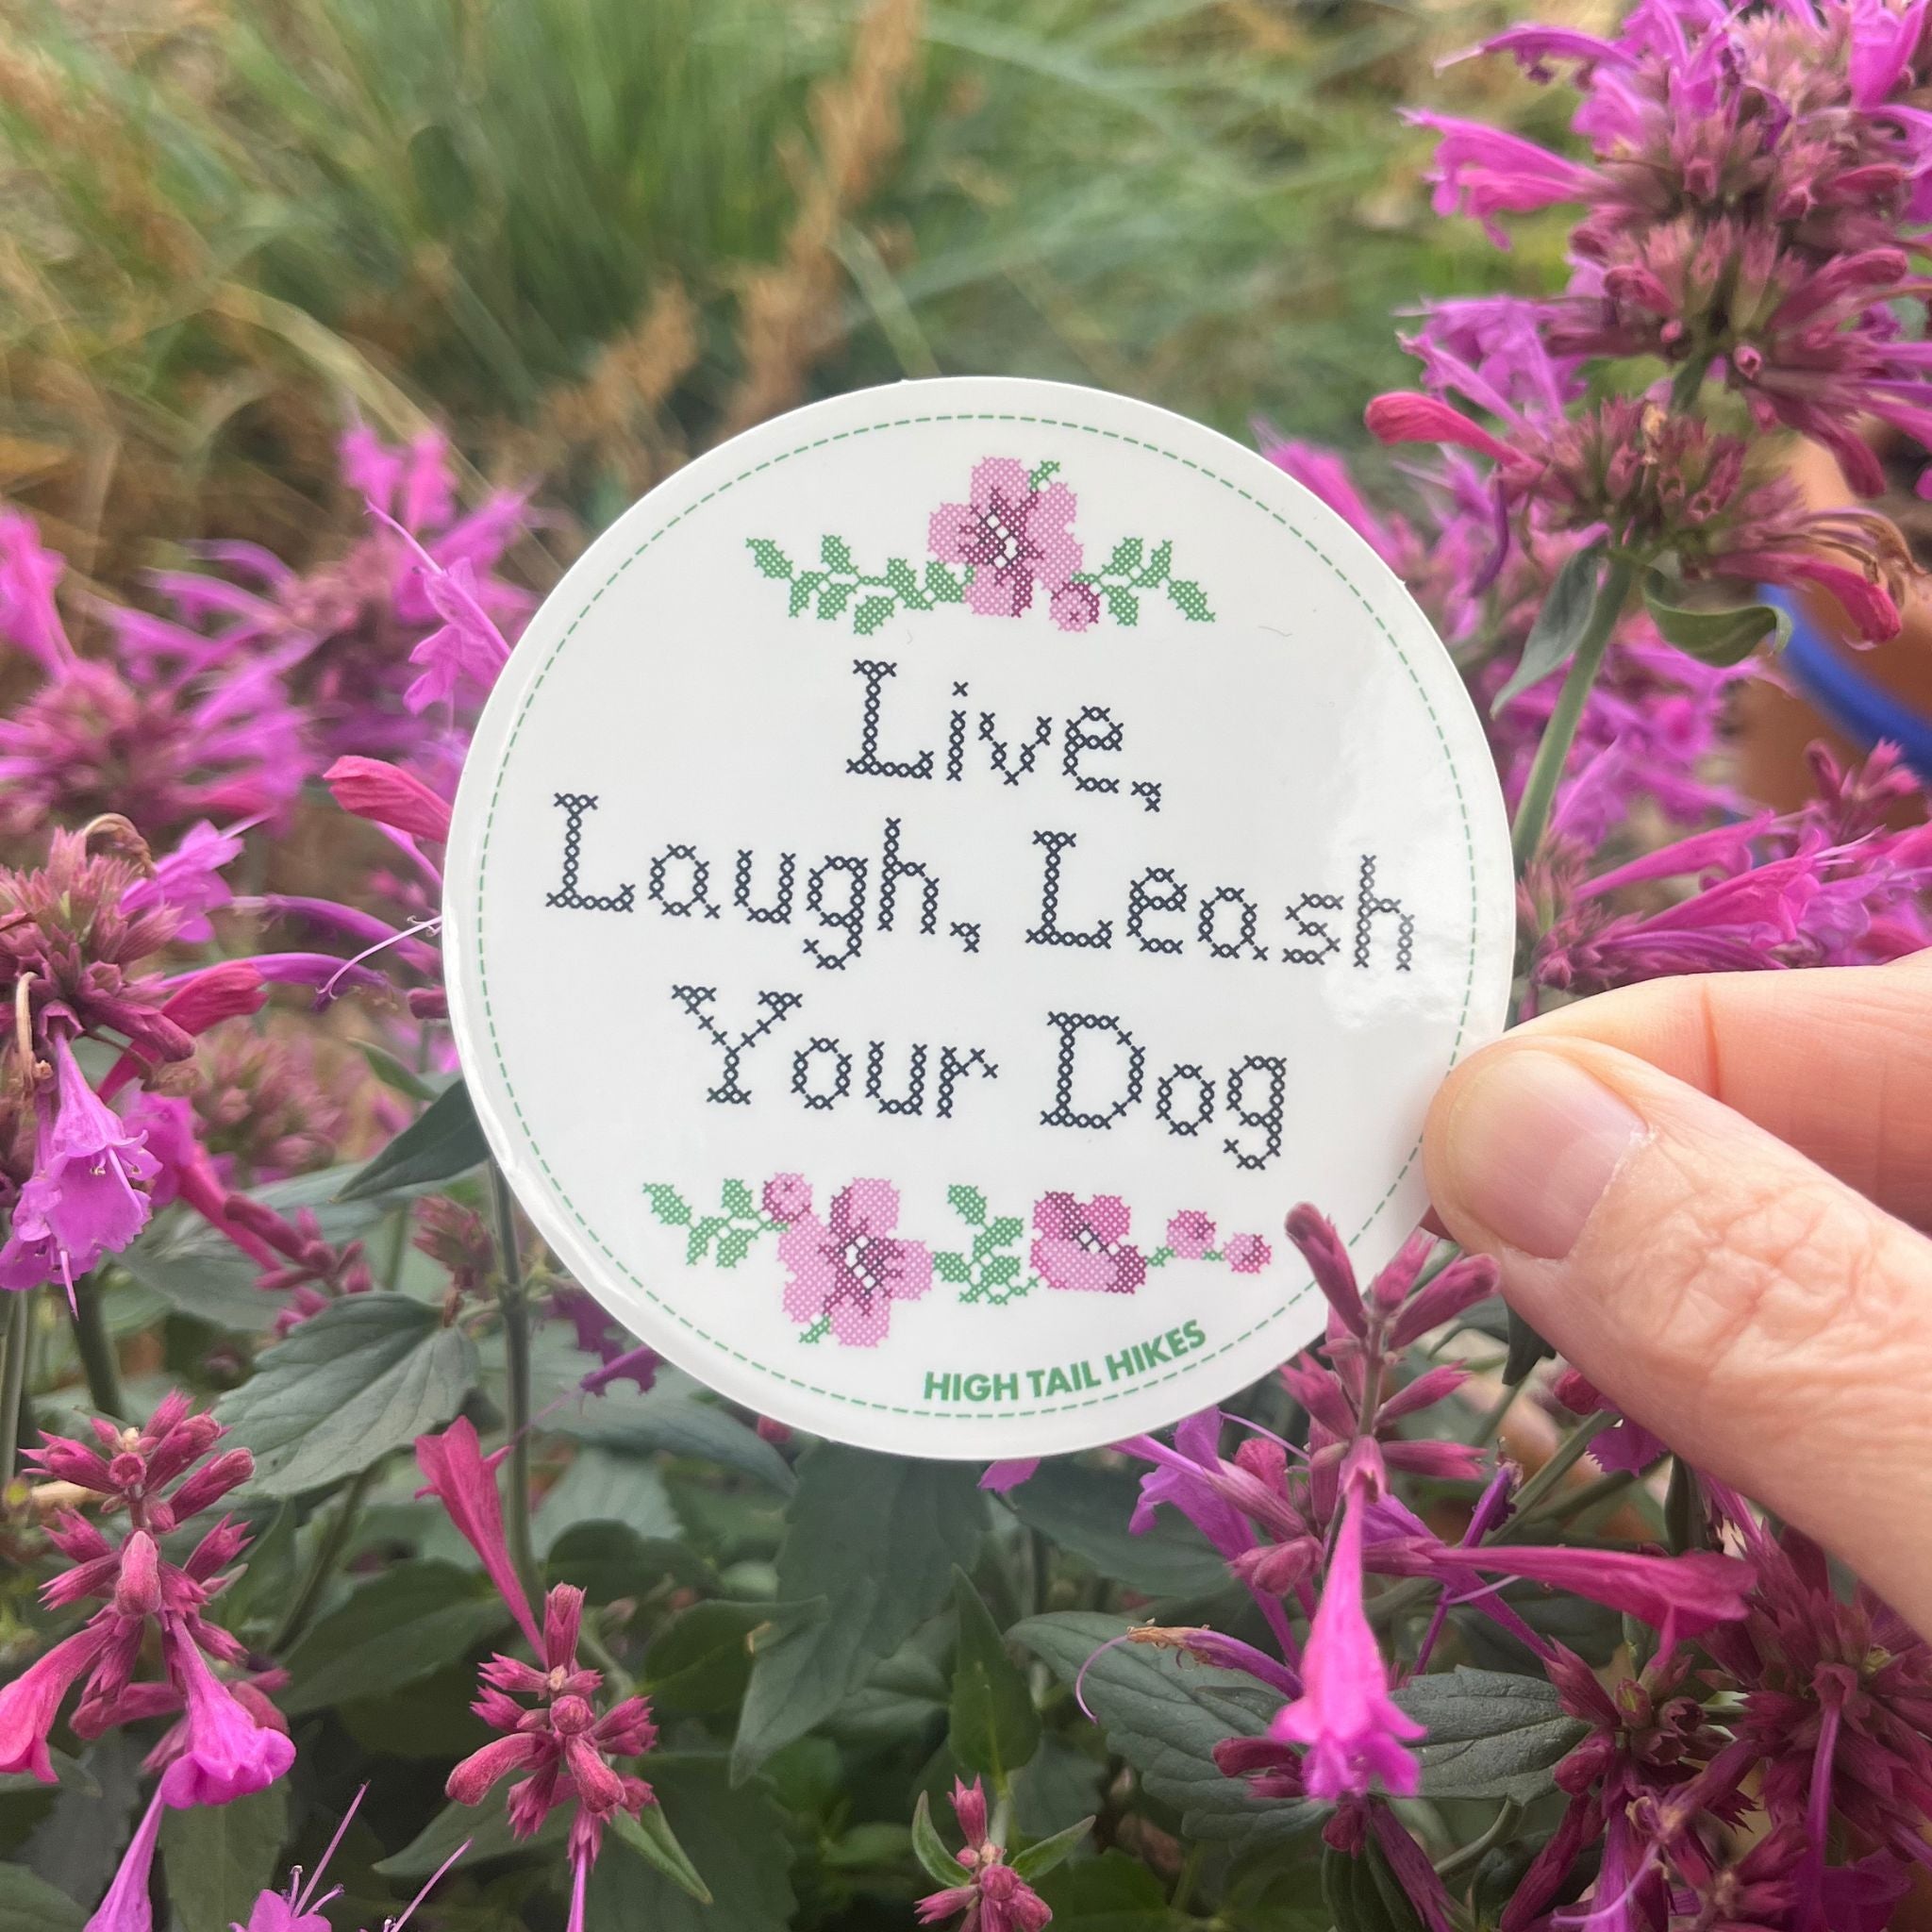 Live,
Laugh, Leash
Your Dog
HIGH TAIL HIKES